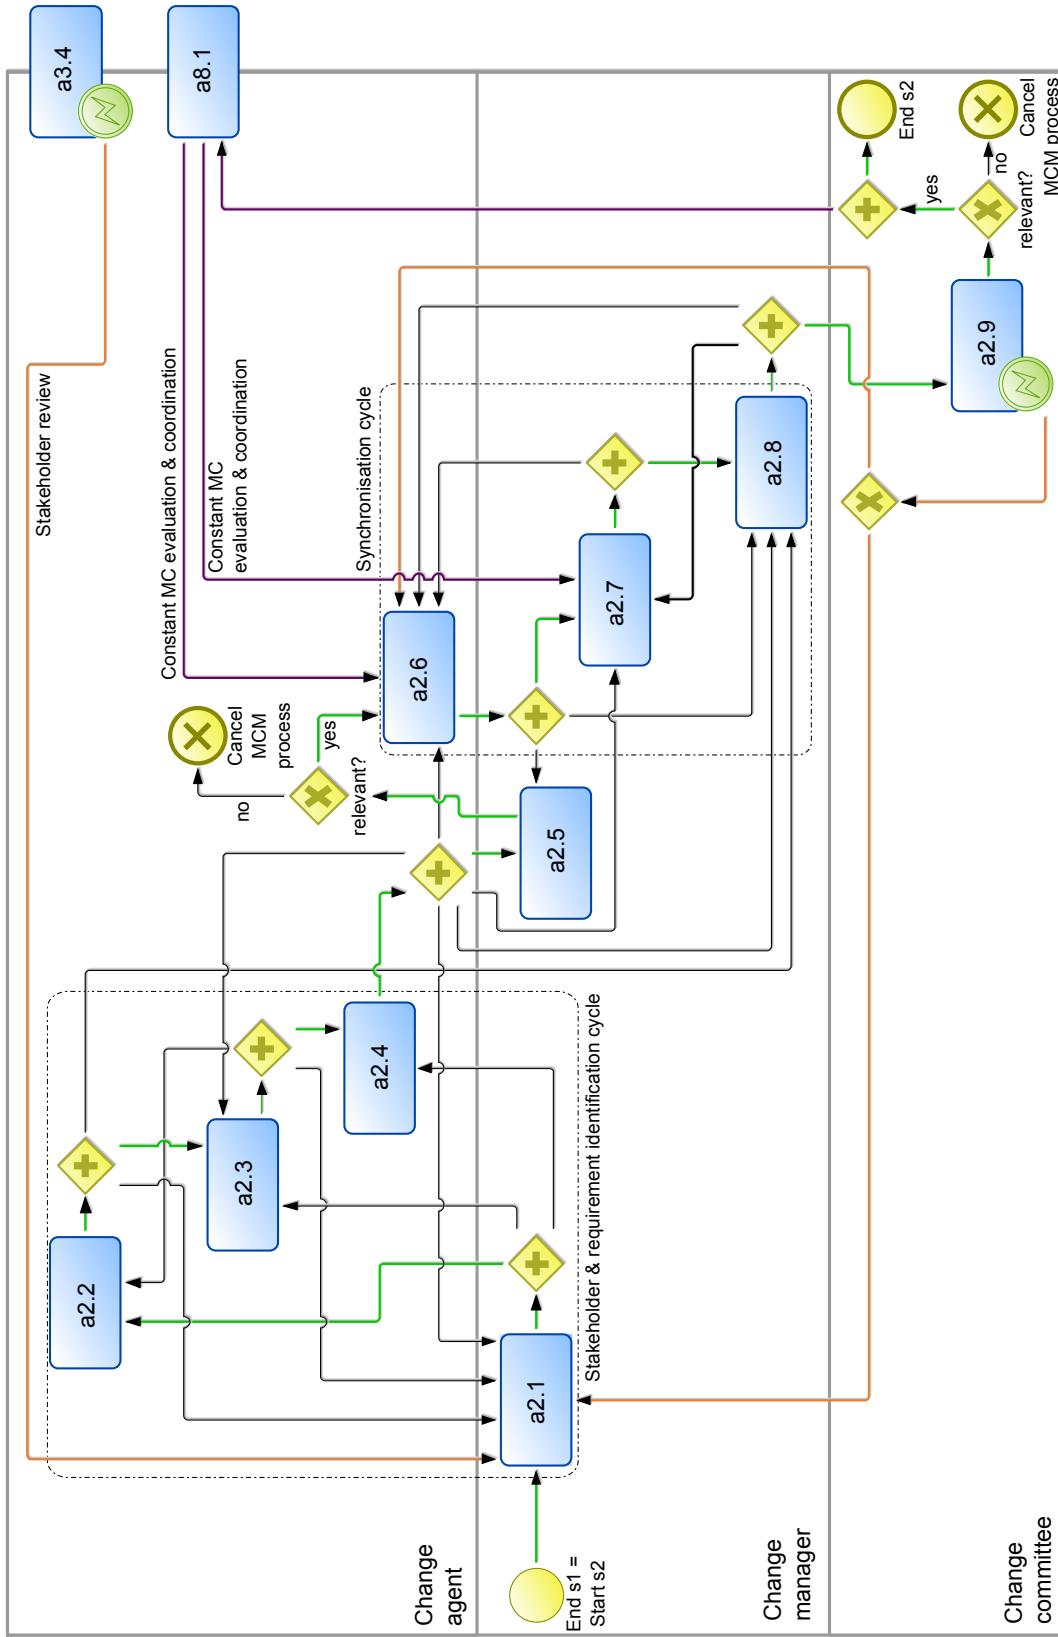 Change
agent
Change
manager
Change
committee
End s1 =
Start s2
a2.1
a2.2
a2.3
a2.4
Stakeholder & requirement identification cycle
a2.5
relevant?
no
yes
Cancel
MCM
process
a2.6
a2.7
a2.8
Synchronisation cycle
Stakeholder review
Constant MC evaluation & coordination
Constant MC
evaluation & coordination
a3.4
a8.1
a2.9
relevant?
yes
no
End s2
Cancel
MCM process